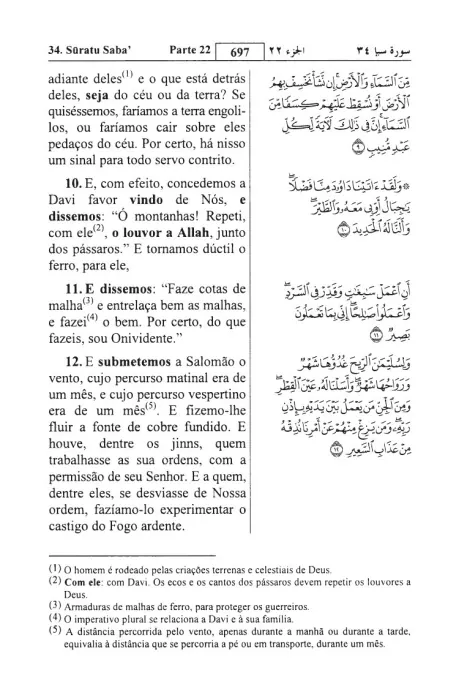 34. Sūratu Saba’ Parte 22 697 الجزء ٢٢ سورة سبأ ٣٤
adiante deles(1) e o que está detrás
deles, seja do céu ou da terra? Se
quiséssemos, faríamos a terra engoli-
los, ou faríamos cair sobre eles
pedaços do céu. Por certo, há nisso
um sinal para todo servo contrito.
10. E, com efeito, concedemos a
Davi favor vindo de Nós, e
dissemos: “Ó montanhas! Repeti,
com ele(2), o louvor a Allah, junto
dos pássaros.” E tornamos dúctil o
ferro, para ele,
11. E dissemos: “Faze cotas de
malha(3) e entrelaça bem as malhas,
e fazei(4) o bem. Por certo, do que
fazeis, sou Onividente.”
12. E submetemos a Salomão o
vento, cujo percurso matinal era de
um mês, e cujo percurso vespertino
era de um mês(5). E fizemo-lhe
fluir a fonte de cobre fundido. E
houve, dentre os jinns, quem
trabalhasse as sua ordens, com a
permissão de seu Senhor. E a quem,
dentre eles, se desviasse de Nossa
ordem, fazíamo-lo experimentar o
castigo do Fogo ardente.
مِّنَ ٱلسَّمَآءِ وَٱلْأَرْضِ إِن نَّشَأْ نَخْسِفْ بِهِمُ
ٱلْأَرْضَ أَوْ نُسْقِطْ عَلَيْهِمْ كِسَفًا مِّنَ
ٱلسَّمَآءِ إِنَّ فِى ذَٰلِكَ لَءَايَةً لِّكُلِّ
عَبْدٍ مُّنِيبٍ ٩
* وَلَقَدْ ءَاتَيْنَا دَاوُۥدَ مِنَّا فَضْلًا
يَٰجِبَالُ أَوِّبِى مَعَهُۥ وَٱلطَّيْرَ
وَأَلَنَّا لَهُ ٱلْحَدِيدَ ١٠
أَنِ ٱعْمَلْ سَٰبِغَٰتٍ وَقَدِّرْ فِى ٱلسَّرْدِ
وَٱعْمَلُوا۟ صَٰلِحًا إِنِّى بِمَا تَعْمَلُونَ
بَصِيرٌ ١١
وَلِسُلَيْمَٰنَ ٱلرِّيحَ غُدُوُّهَا شَهْرٌ
وَرَوَاحُهَا شَهْرٌ وَأَسَلْنَا لَهُۥ عَيْنَ ٱلْقِطْرِ
وَمِنَ ٱلْجِنِّ مَن يَعْمَلُ بَيْنَ يَدَيْهِ بِإِذْنِ
رَبِّهِۦ وَمَن يَزِغْ مِنْهُمْ عَنْ أَمْرِنَا نُذِقْهُ
مِنْ عَذَابِ ٱلسَّعِيرِ ١٢
(1) O homem é rodeado pelas criações terrenas e celestiais de Deus.
(2) Com ele: com Davi. Os ecos e os cantos dos pássaros devem repetir os louvores a
Deus.
(3) Armaduras de malhas de ferro, para proteger os guerreiros.
(4) O imperativo plural se relaciona a Davi e à sua família.
(5) A distância percorrida pelo vento, apenas durante a manhã ou durante a tarde,
equivalia à distância que se percorria a pé ou em transporte, durante um mês.